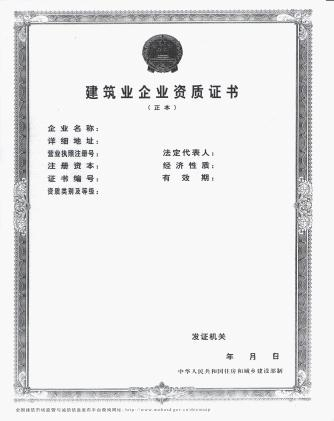 建筑业企业资质证书
（正本）
企业名称：
详细地址：
营业执照注册号： 法定代表人：
注册资本： 经济性质：
证书编号： 有效期：
资质类别及等级：
发证机关
年 月 日
中华人民共和国住房和城乡建设部制